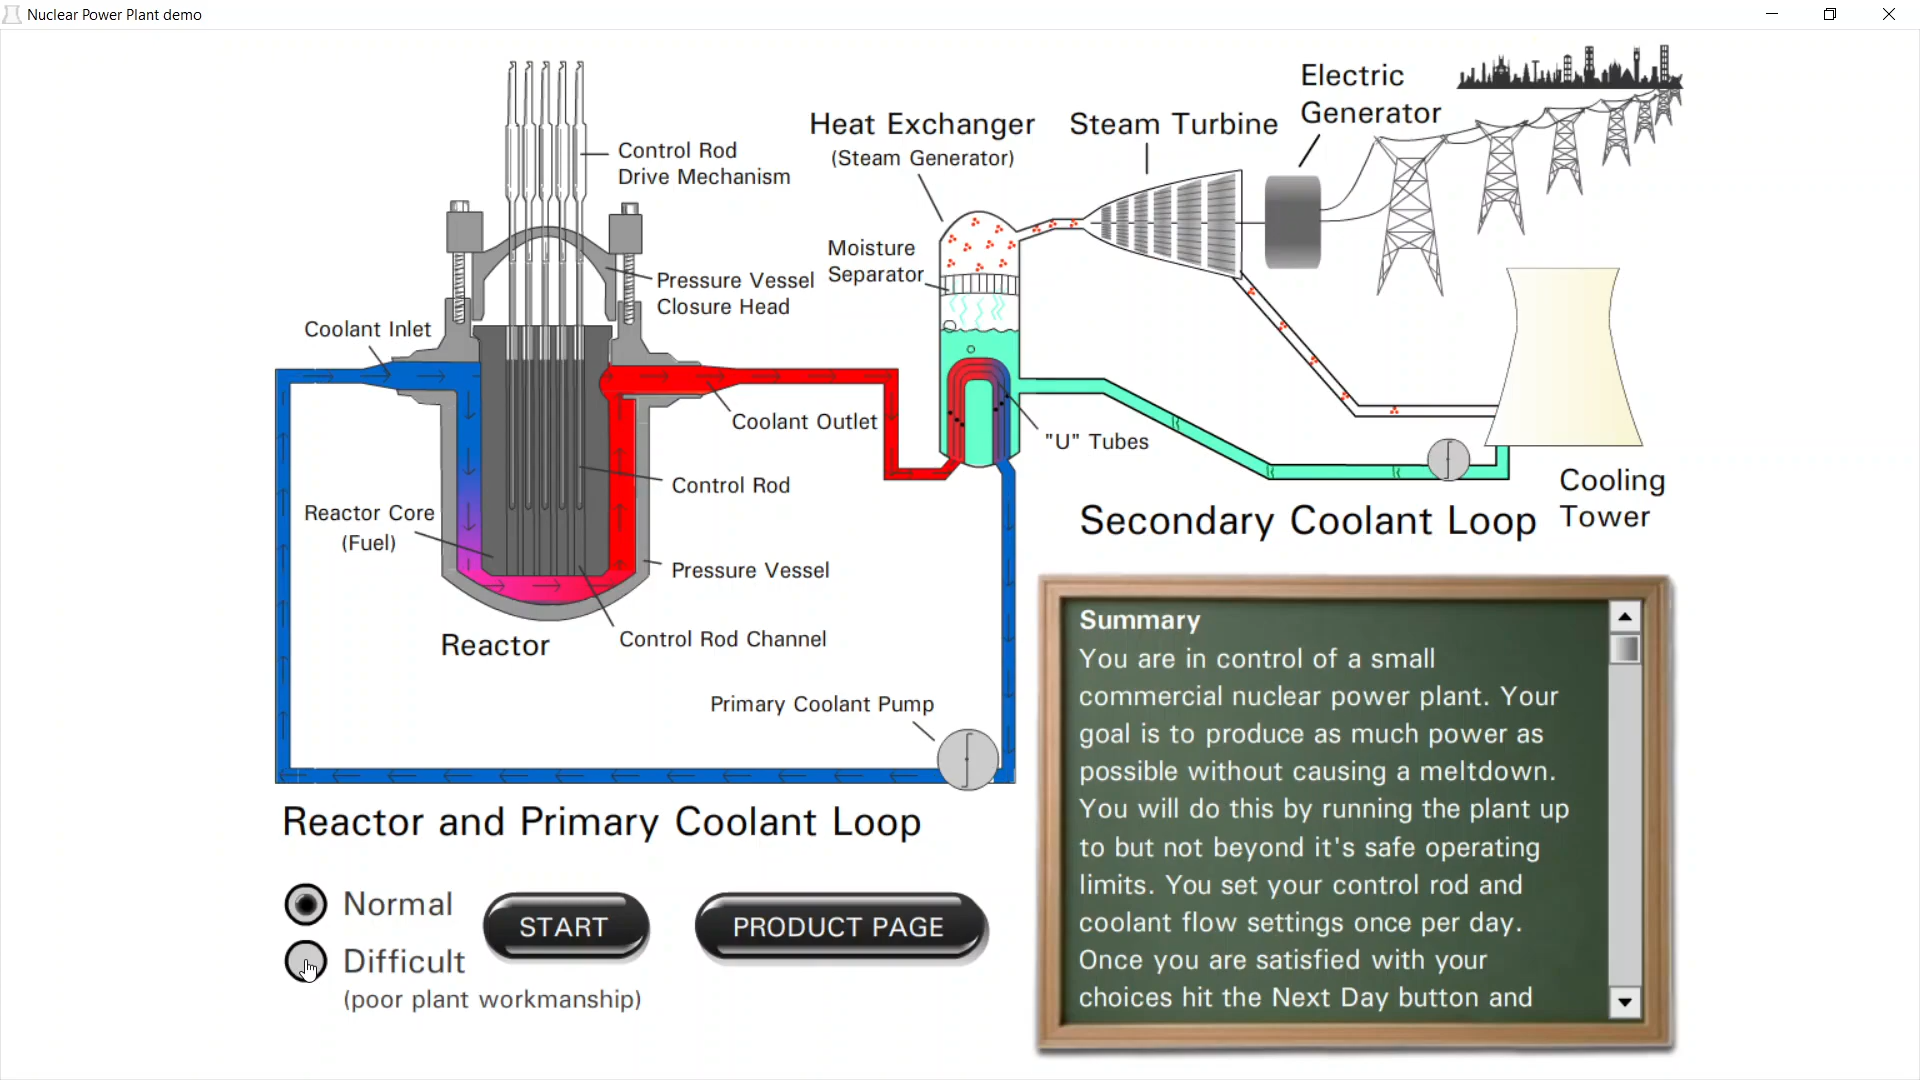 Nuclear Power Plant demo
Electric
Generator
Heat Exchanger
(Steam Generator)
Steam Turbine
Control Rod
Drive Mechanism
Moisture
Separator
Pressure Vessel
Closure Head
Coolant Inlet
Coolant Outlet
"U" Tubes
Control Rod
Cooling
Tower
Reactor Core
(Fuel)
Secondary Coolant Loop
Pressure Vessel
Control Rod Channel
Reactor
Primary Coolant Pump
Reactor and Primary Coolant Loop
Summary
You are in control of a small
commercial nuclear power plant. Your
goal is to produce as much power as
possible without causing a meltdown.
You will do this by running the plant up
to but not beyond it's safe operating
limits. You set your control rod and
coolant flow settings once per day.
Once you are satisfied with your
choices hit the Next Day button and
Normal
Difficult
(poor plant workmanship)
START
PRODUCT PAGE